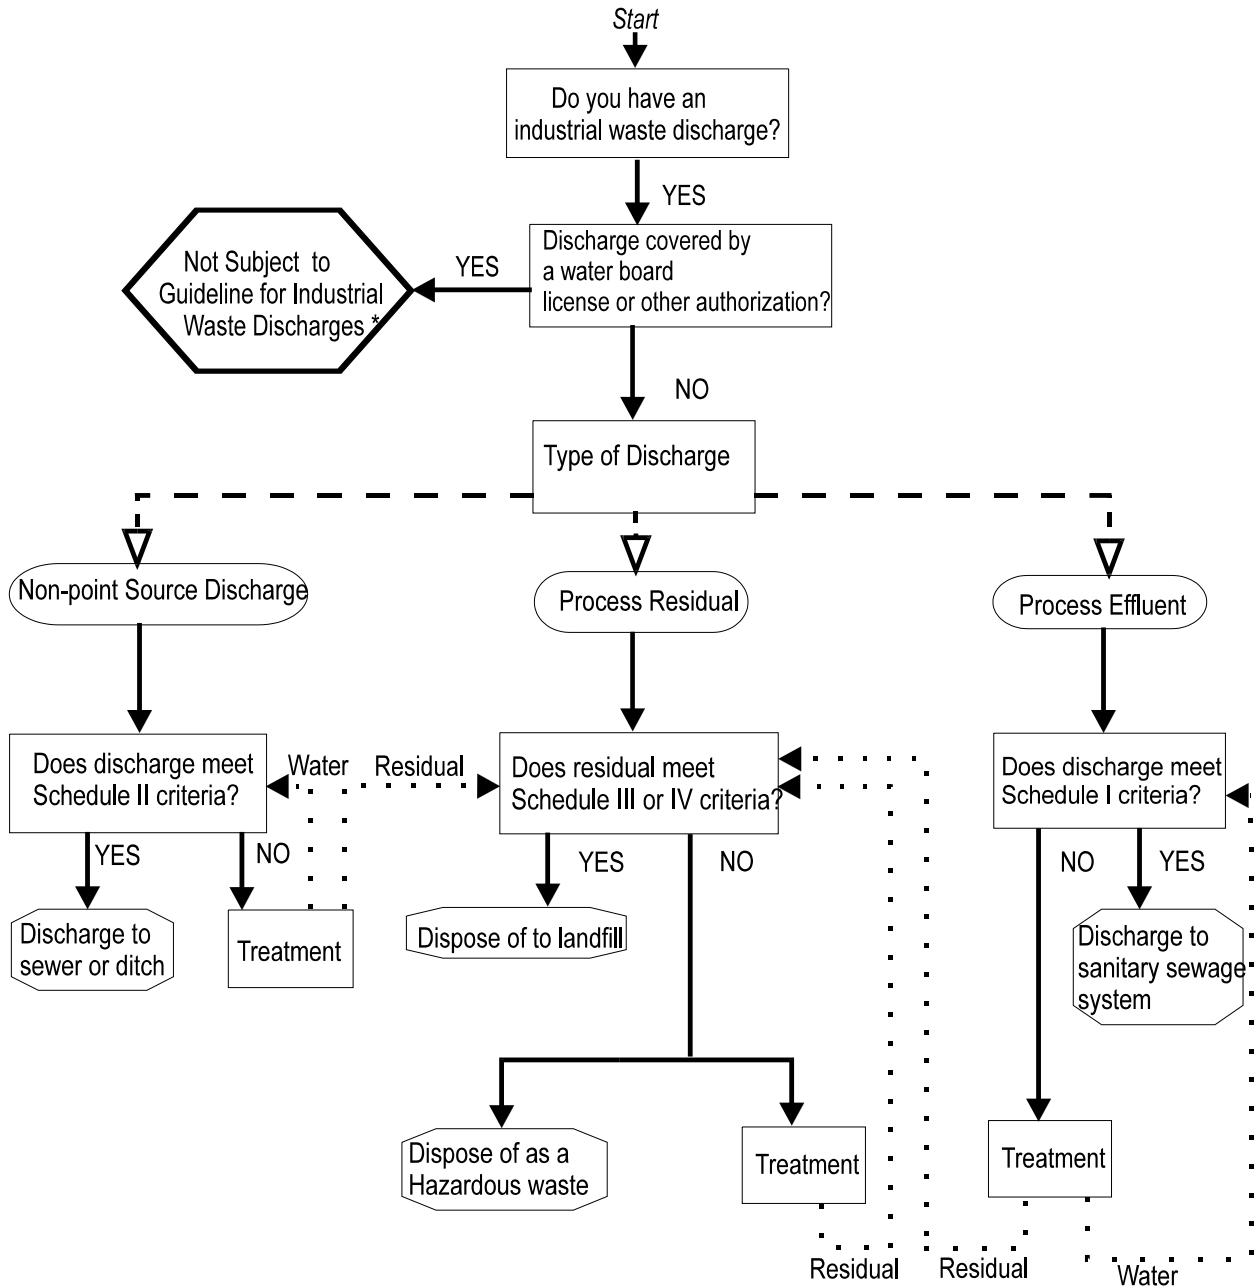 Start
Do you have an
industrial waste discharge?
YES
Discharge covered by
a water board
license or other authorization?
YES
Not Subject to
Guideline for Industrial
Waste Discharges *
NO
Type of Discharge
Non-point Source Discharge
Process Residual
Process Effluent
Does discharge meet
Schedule II criteria?
Water
Residual
Does residual meet
Schedule III or IV criteria?
Does discharge meet
Schedule I criteria?
YES
NO
YES
NO
NO
YES
Discharge to
sewer or ditch
Treatment
Dispose of to landfill
Discharge to
sanitary sewage
system
Dispose of as a
Hazardous waste
Treatment
Treatment
Residual
Residual
Water